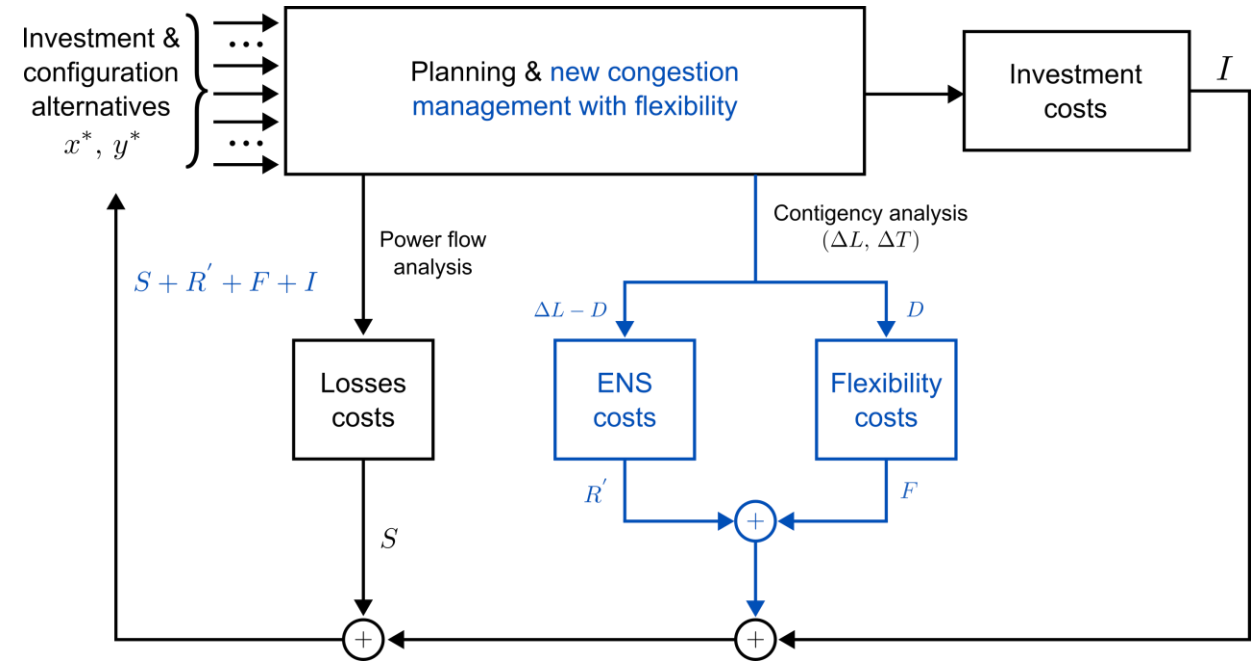 Investment &
configuration
alternatives
x*, y*
...
...
Planning & new congestion
management with flexibility
Investment
costs
I
Power flow
analysis
Contigency analysis
(ΔL, ΔT)
S + R' + F + I
ΔL − D
D
Losses
costs
ENS
costs
Flexibility
costs
R'
F
+
S
+
+